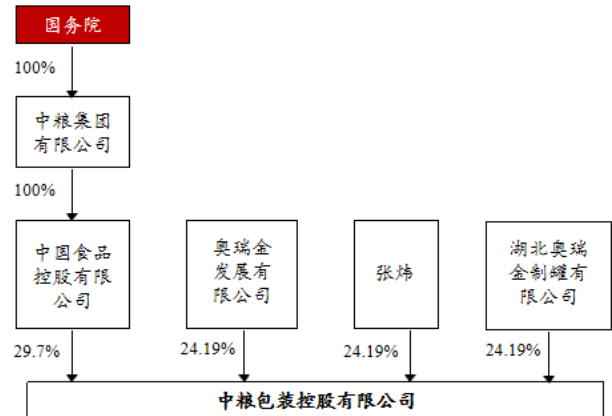 国务院
100%
中粮集团
有限公司
100%
中国食品
控股有限
公司
奥瑞金
发展有
限公司
张炜
湖北奥瑞
金制罐有
限公司
29.7%
24.19%
24.19%
24.19%
中粮包装控股有限公司